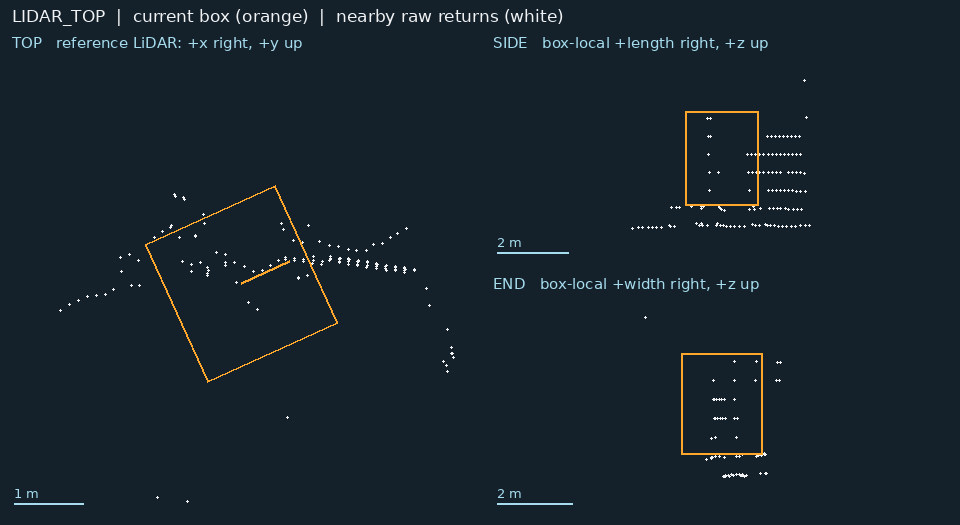 LIDAR_TOP | current box (orange) | nearby raw returns (white)
TOP reference LiDAR: +x right, +y up
SIDE box-local +length right, +z up
2 m
END box-local +width right, +z up
1 m
2 m